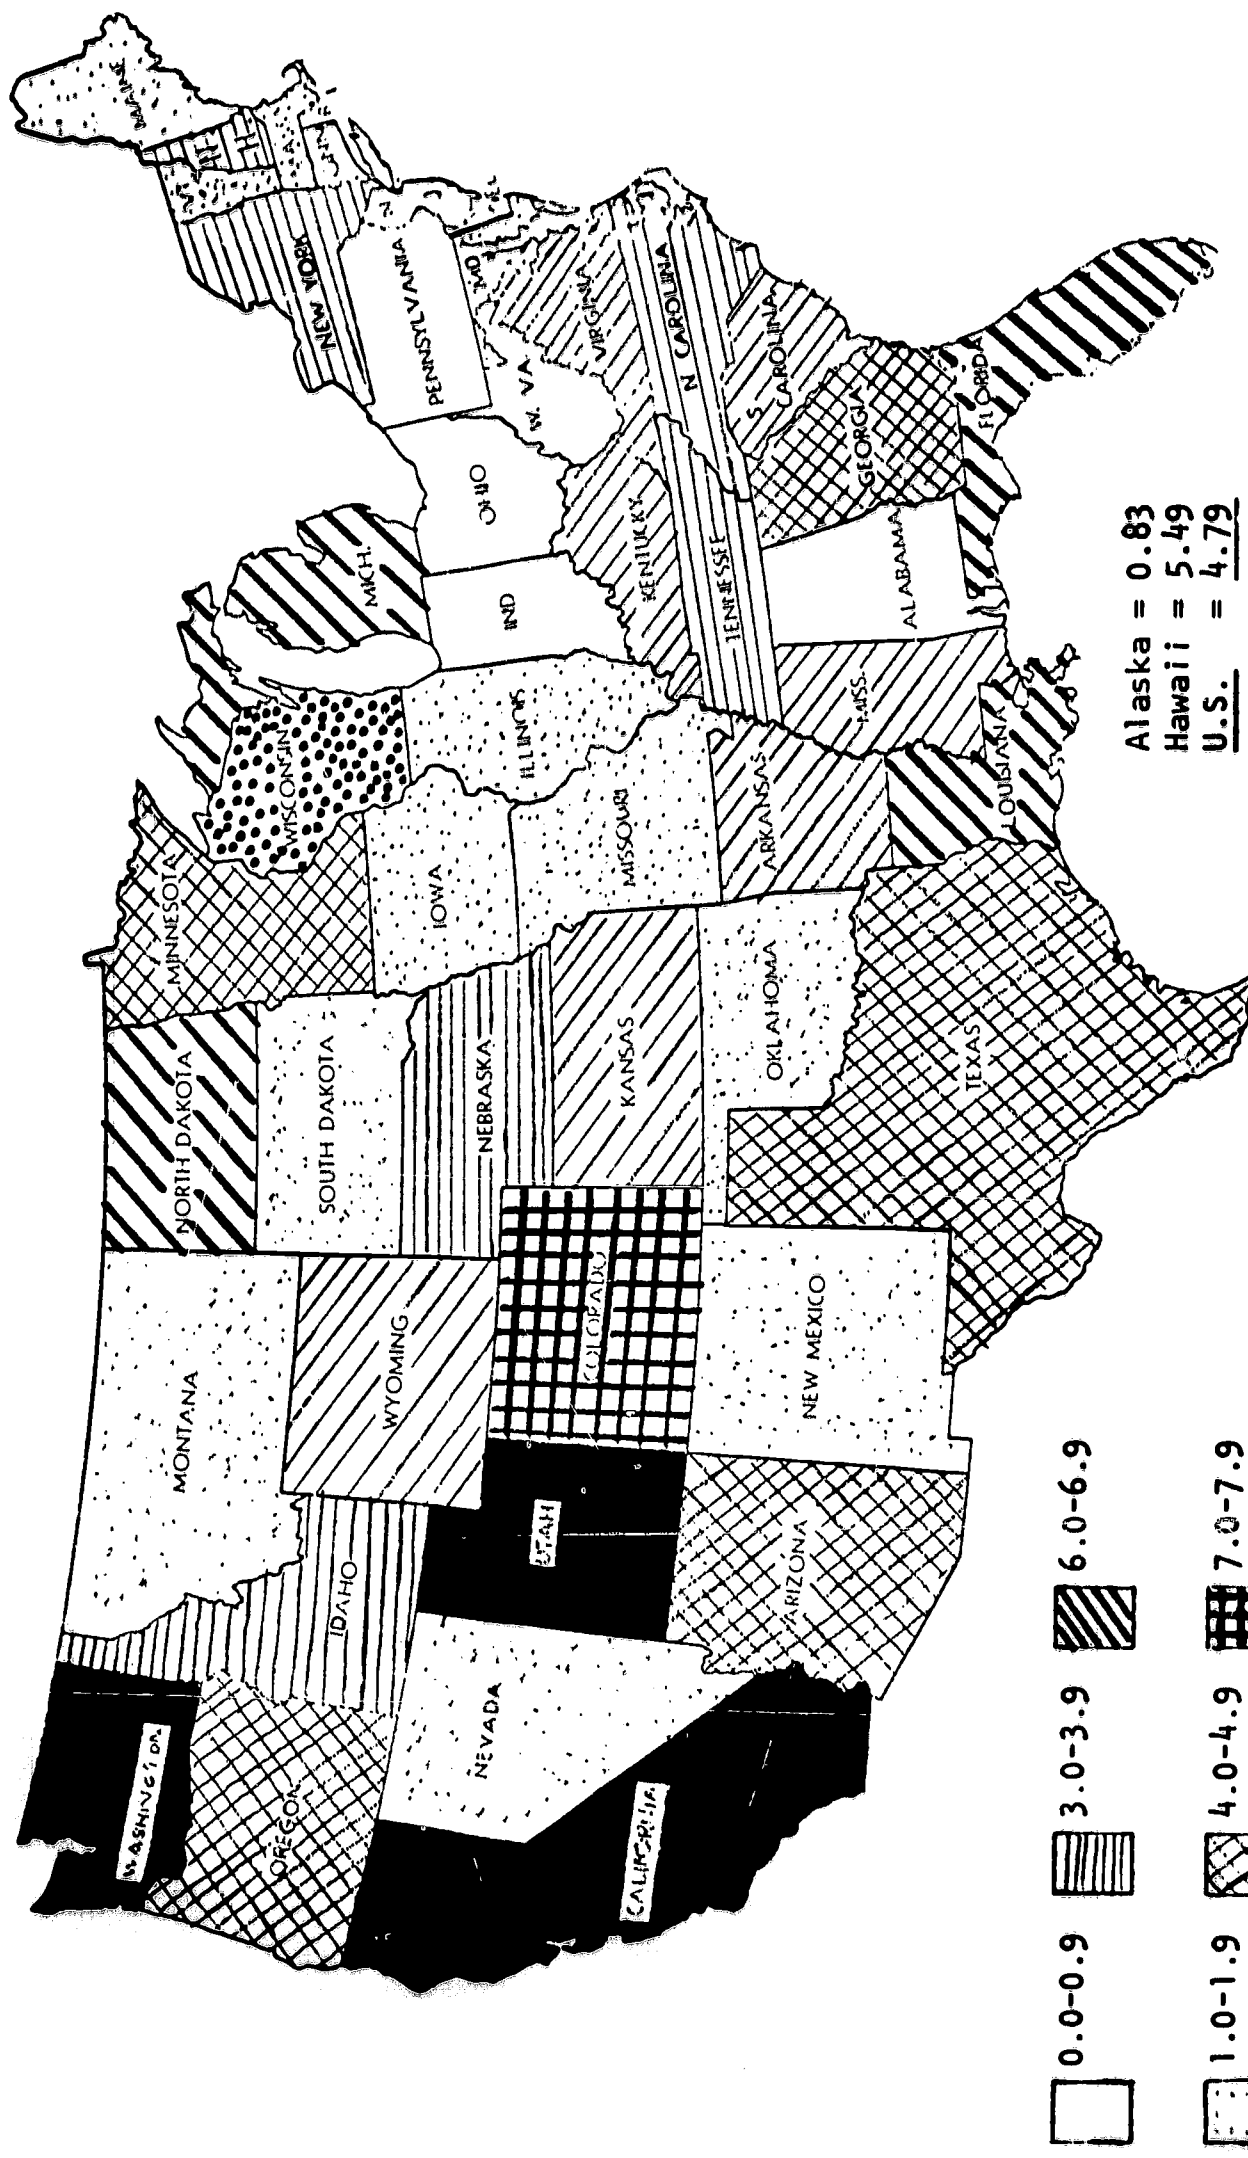 WASHINGTON
OREGON
CALIFORNIA
IDAHO
NEVADA
UTAH
ARIZONA
MONTANA
WYOMING
COLORADO
NEW MEXICO
NORTH DAKOTA
SOUTH DAKOTA
NEBRASKA
KANSAS
OKLAHOMA
TEXAS
MINNESOTA
IOWA
MISSOURI
ARKANSAS
LOUISIANA
WISCONSIN
ILLINOIS
MICH.
IND
OHIO
KENTUCKY
TENNESSEE
MISS.
ALABAMA
GEORGIA
FLORIDA
S CAROLINA
N CAROLINA
VIRGINIA
W. VA
MD
PENNSYLVANIA
NEW YORK
N H
MAINE
Alaska = 0.83
Hawaii = 5.49
U.S. = 4.79
0.0-0.9 3.0-3.9 6.0-6.9
1.0-1.9 4.0-4.9 7.0-7.9